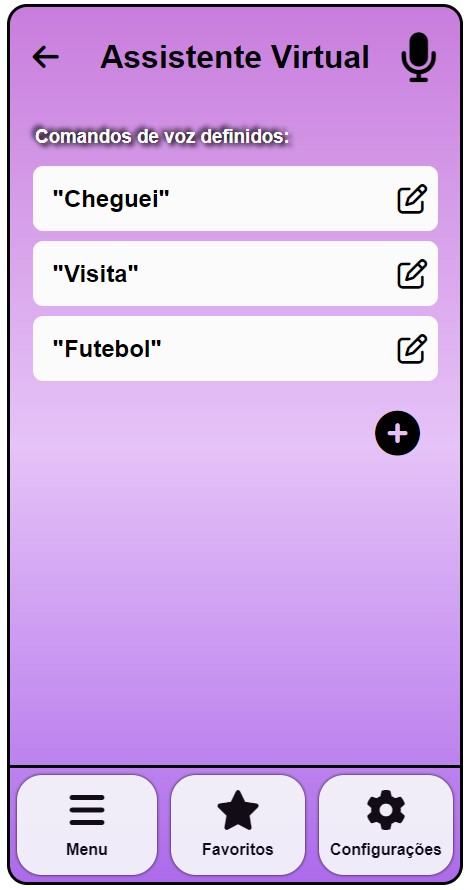 Assistente Virtual
Comandos de voz definidos:
"Cheguei"
"Visita"
"Futebol"
Menu
Favoritos
Configurações